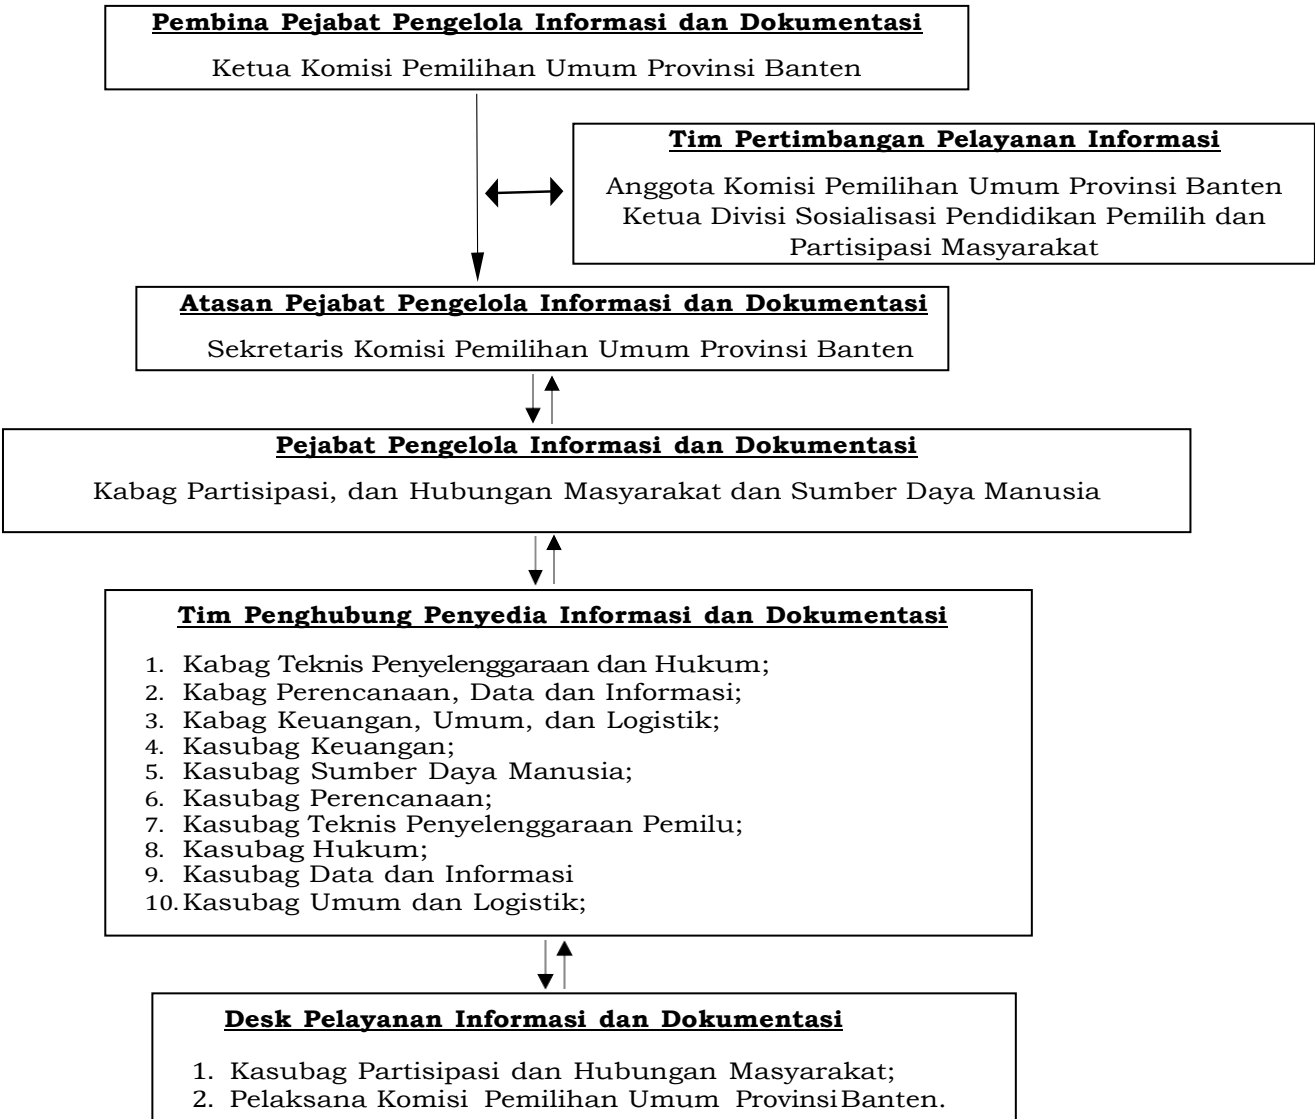 Pembina Pejabat Pengelola Informasi dan Dokumentasi
Ketua Komisi Pemilihan Umum Provinsi Banten
Tim Pertimbangan Pelayanan Informasi
Anggota Komisi Pemilihan Umum Provinsi Banten
Ketua Divisi Sosialisasi Pendidikan Pemilih dan
Partisipasi Masyarakat
Atasan Pejabat Pengelola Informasi dan Dokumentasi
Sekretaris Komisi Pemilihan Umum Provinsi Banten
Pejabat Pengelola Informasi dan Dokumentasi
Kabag Partisipasi, dan Hubungan Masyarakat dan Sumber Daya Manusia
Tim Penghubung Penyedia Informasi dan Dokumentasi
1. Kabag Teknis Penyelenggaraan dan Hukum;
2. Kabag Perencanaan, Data dan Informasi;
3. Kabag Keuangan, Umum, dan Logistik;
4. Kasubag Keuangan;
5. Kasubag Sumber Daya Manusia;
6. Kasubag Perencanaan;
7. Kasubag Teknis Penyelenggaraan Pemilu;
8. Kasubag Hukum;
9. Kasubag Data dan Informasi
10. Kasubag Umum dan Logistik;
Desk Pelayanan Informasi dan Dokumentasi
1. Kasubag Partisipasi dan Hubungan Masyarakat;
2. Pelaksana Komisi Pemilihan Umum ProvinsiBanten.